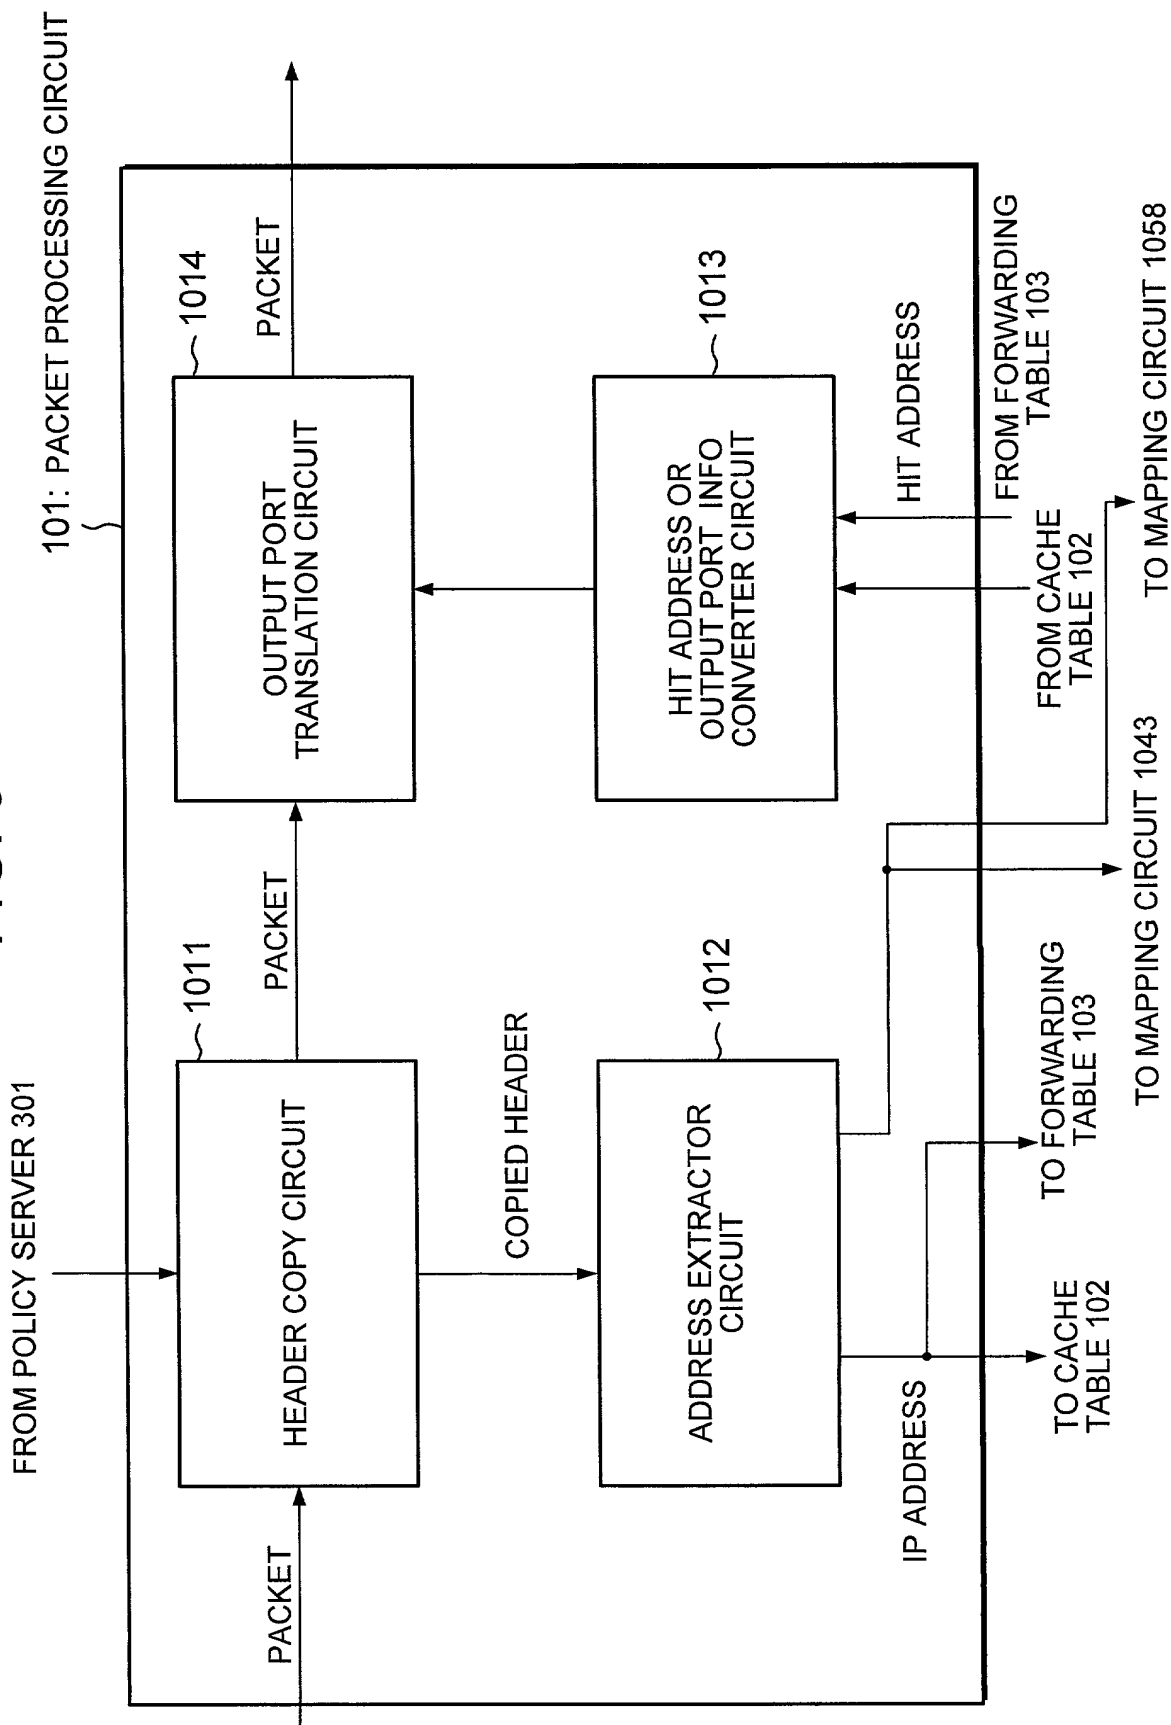 101: PACKET PROCESSING CIRCUIT
FROM POLICY SERVER 301
PACKET
1011
HEADER COPY CIRCUIT
PACKET
1014
OUTPUT PORT
TRANSLATION CIRCUIT
PACKET
COPIED HEADER
1012
ADDRESS EXTRACTOR
CIRCUIT
1013
HIT ADDRESS OR
OUTPUT PORT INFO
CONVERTER CIRCUIT
HIT ADDRESS
IP ADDRESS
TO CACHE
TABLE 102
TO FORWARDING
TABLE 103
FROM CACHE
TABLE 102
FROM FORWARDING
TABLE 103
TO MAPPING CIRCUIT 1043
TO MAPPING CIRCUIT 1058